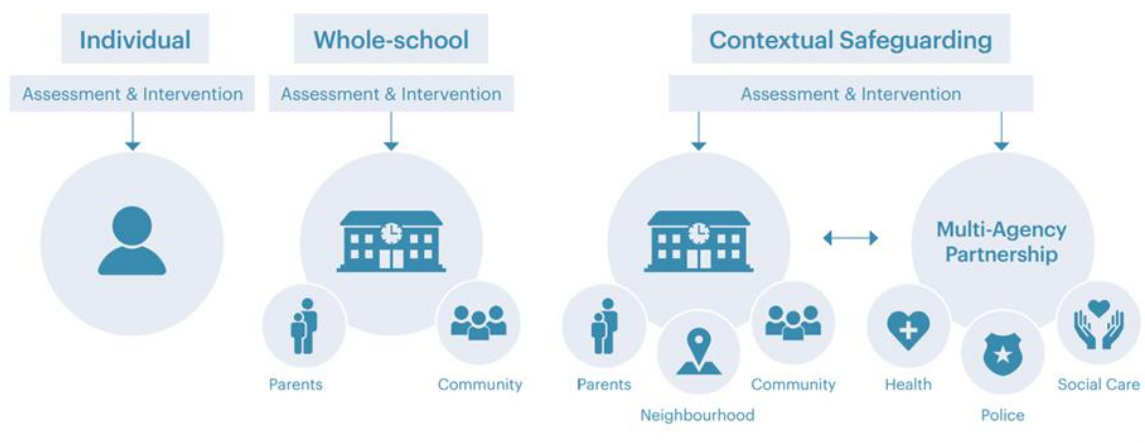 Individual
Whole-school
Contextual Safeguarding
Assessment & Intervention
Assessment & Intervention
Assessment & Intervention
Multi-Agency
Partnership
Parents
Community
Parents
Neighbourhood
Community
Health
Police
Social Care